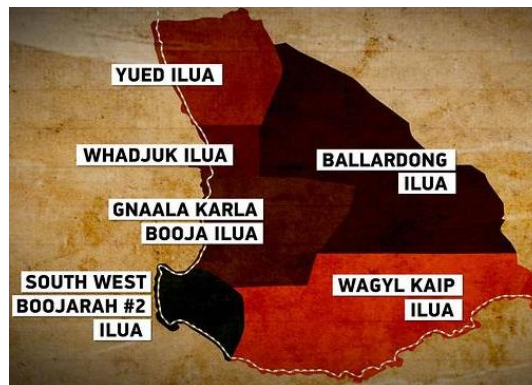 YUED ILUA
WHADJUK ILUA
BALLARDONG
ILUA
GNAALA KARLA
BOOJA ILUA
SOUTH WEST
BOOJARAH #2
ILUA
WAGYL KAIP
ILUA